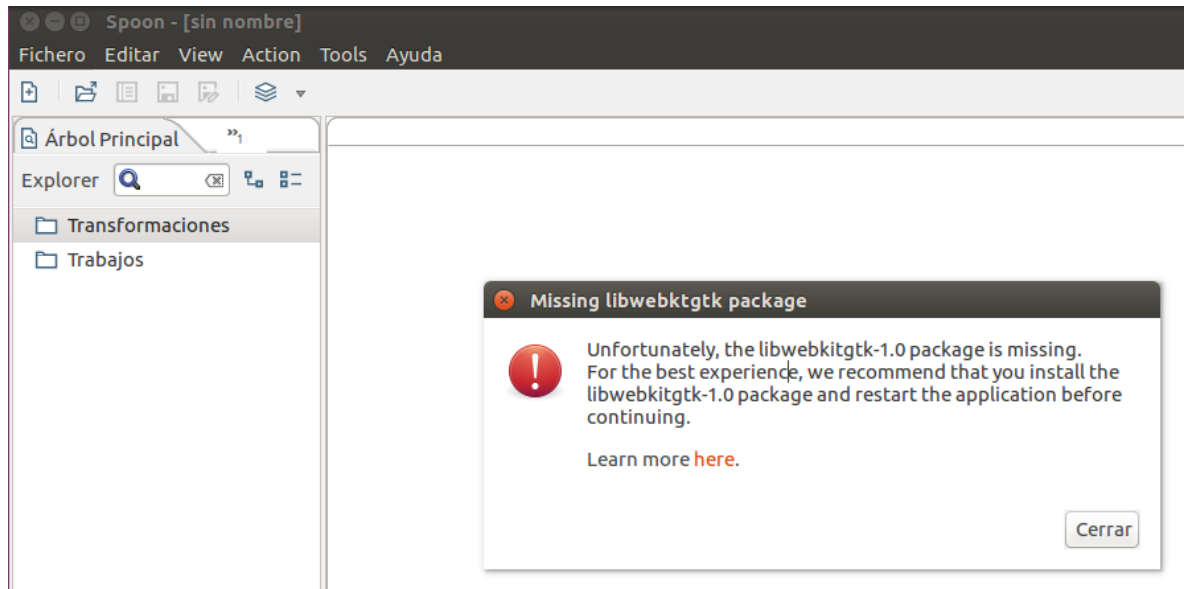 Spoon - [sin nombre]
Fichero Editar View Action Tools Ayuda
Árbol Principal »1
Explorer
Transformaciones
Trabajos
Missing libwebktgtk package
Unfortunately, the libwebkitgtk-1.0 package is missing.
For the best experience, we recommend that you install the
libwebkitgtk-1.0 package and restart the application before
continuing.
Learn more here.
Cerrar